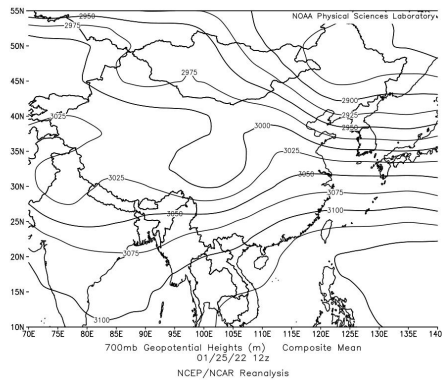 NOAA Physical Sciences Laboratory
55N
50N
45N
40N
35N
30N
25N
20N
15N
10N
2950
2975
2975
2900
2925
2950
3025
3000
3025
3025
3050
3050
3075
3075
3100
3100
70E 75E 80E 85E 90E 95E 100E 105E 110E 115E 120E 125E 130E 135E 140
700mb Geopotential Heights (m) Composite Mean
01/25/22 12z
NCEP/NCAR Reanalysis